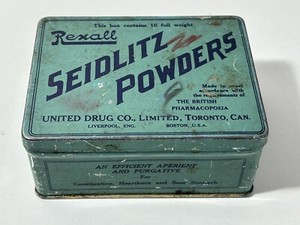 This box contains 10 full weight
Rexall
SEIDLITZ
POWDERS
Made in
accordance with
the requirements of
THE BRITISH
PHARMACOPOEIA
UNITED DRUG CO., LIMITED, TORONTO, CAN.
LIVERPOOL, ENG. BOSTON, U.S.A.
AN EFFICIENT APERIENT
AND PURGATIVE
For
Constipation, Heartburn and Sour Stomach